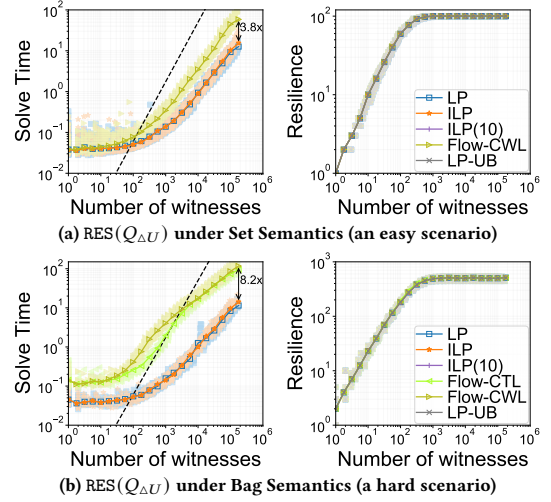 10²
10¹
10⁰
10⁻¹
10⁻²
Solve Time
3.8x
10⁰ 10¹ 10² 10³ 10⁴ 10⁵ 10⁶
Number of witnesses
10²
10¹
10⁰
Resilience
LP
ILP
ILP(10)
Flow-CWL
LP-UB
10⁰ 10¹ 10² 10³ 10⁴ 10⁵ 10⁶
Number of witnesses
(a) RES(Q△U) under Set Semantics (an easy scenario)
10²
10¹
10⁰
10⁻¹
10⁻²
Solve Time
8.2x
10⁰ 10¹ 10² 10³ 10⁴ 10⁵ 10⁶
Number of witnesses
10³
10²
10¹
10⁰
Resilience
LP
ILP
ILP(10)
Flow-CTL
Flow-CWL
LP-UB
10⁰ 10¹ 10² 10³ 10⁴ 10⁵ 10⁶
Number of witnesses
(b) RES(Q△U) under Bag Semantics (a hard scenario)